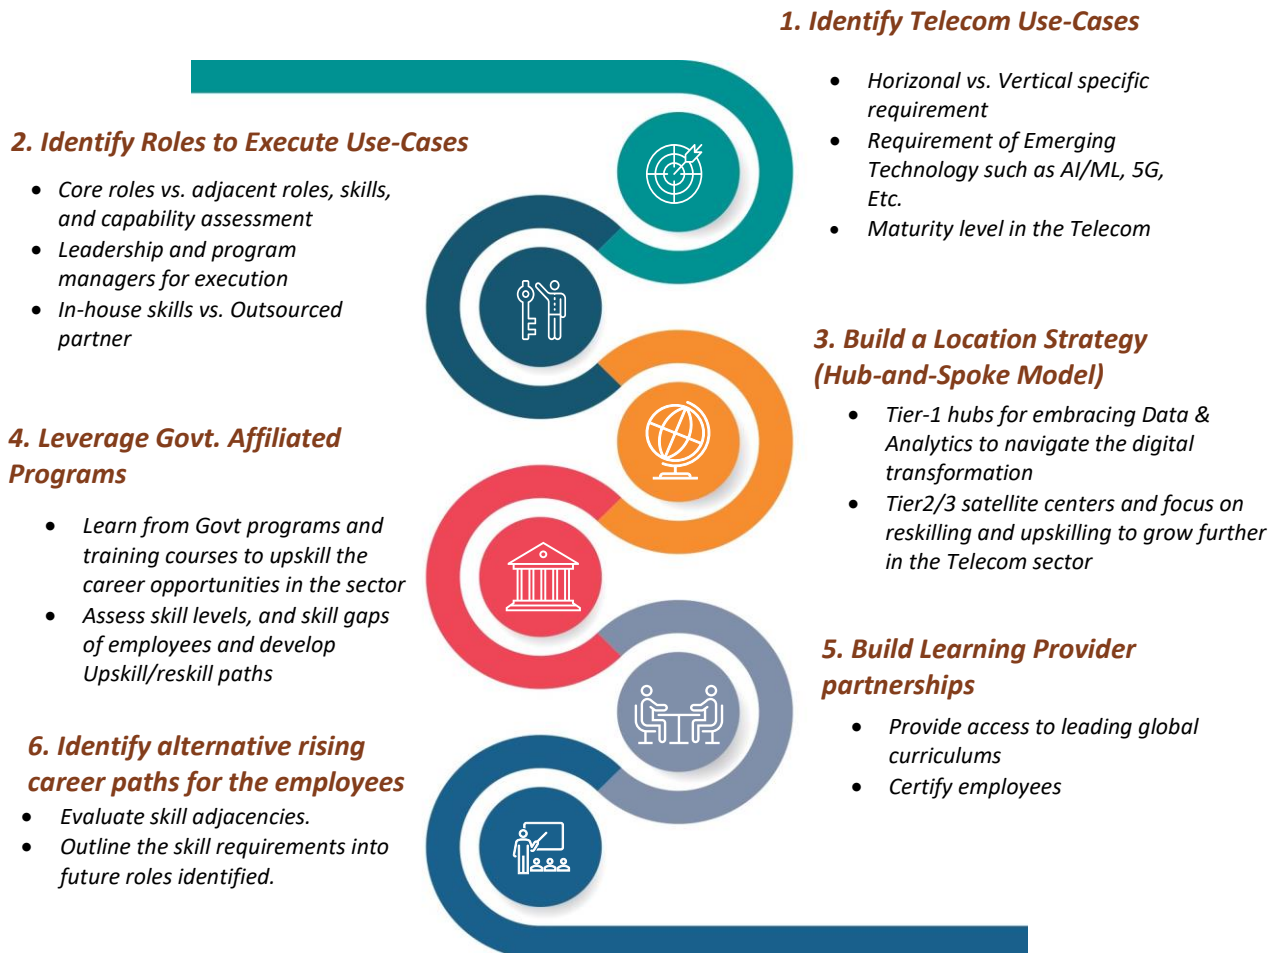 1. Identify Telecom Use-Cases
• Horizonal vs. Vertical specific
requirement
• Requirement of Emerging
Technology such as AI/ML, 5G,
Etc.
• Maturity level in the Telecom
2. Identify Roles to Execute Use-Cases
• Core roles vs. adjacent roles, skills,
and capability assessment
• Leadership and program
managers for execution
• In-house skills vs. Outsourced
partner
3. Build a Location Strategy
(Hub-and-Spoke Model)
• Tier-1 hubs for embracing Data &
Analytics to navigate the digital
transformation
• Tier2/3 satellite centers and focus on
reskilling and upskilling to grow further
in the Telecom sector
4. Leverage Govt. Affiliated
Programs
• Learn from Govt programs and
training courses to upskill the
career opportunities in the sector
• Assess skill levels, and skill gaps
of employees and develop
Upskill/reskill paths
5. Build Learning Provider
partnerships
• Provide access to leading global
curriculums
• Certify employees
6. Identify alternative rising
career paths for the employees
• Evaluate skill adjacencies.
• Outline the skill requirements into
future roles identified.